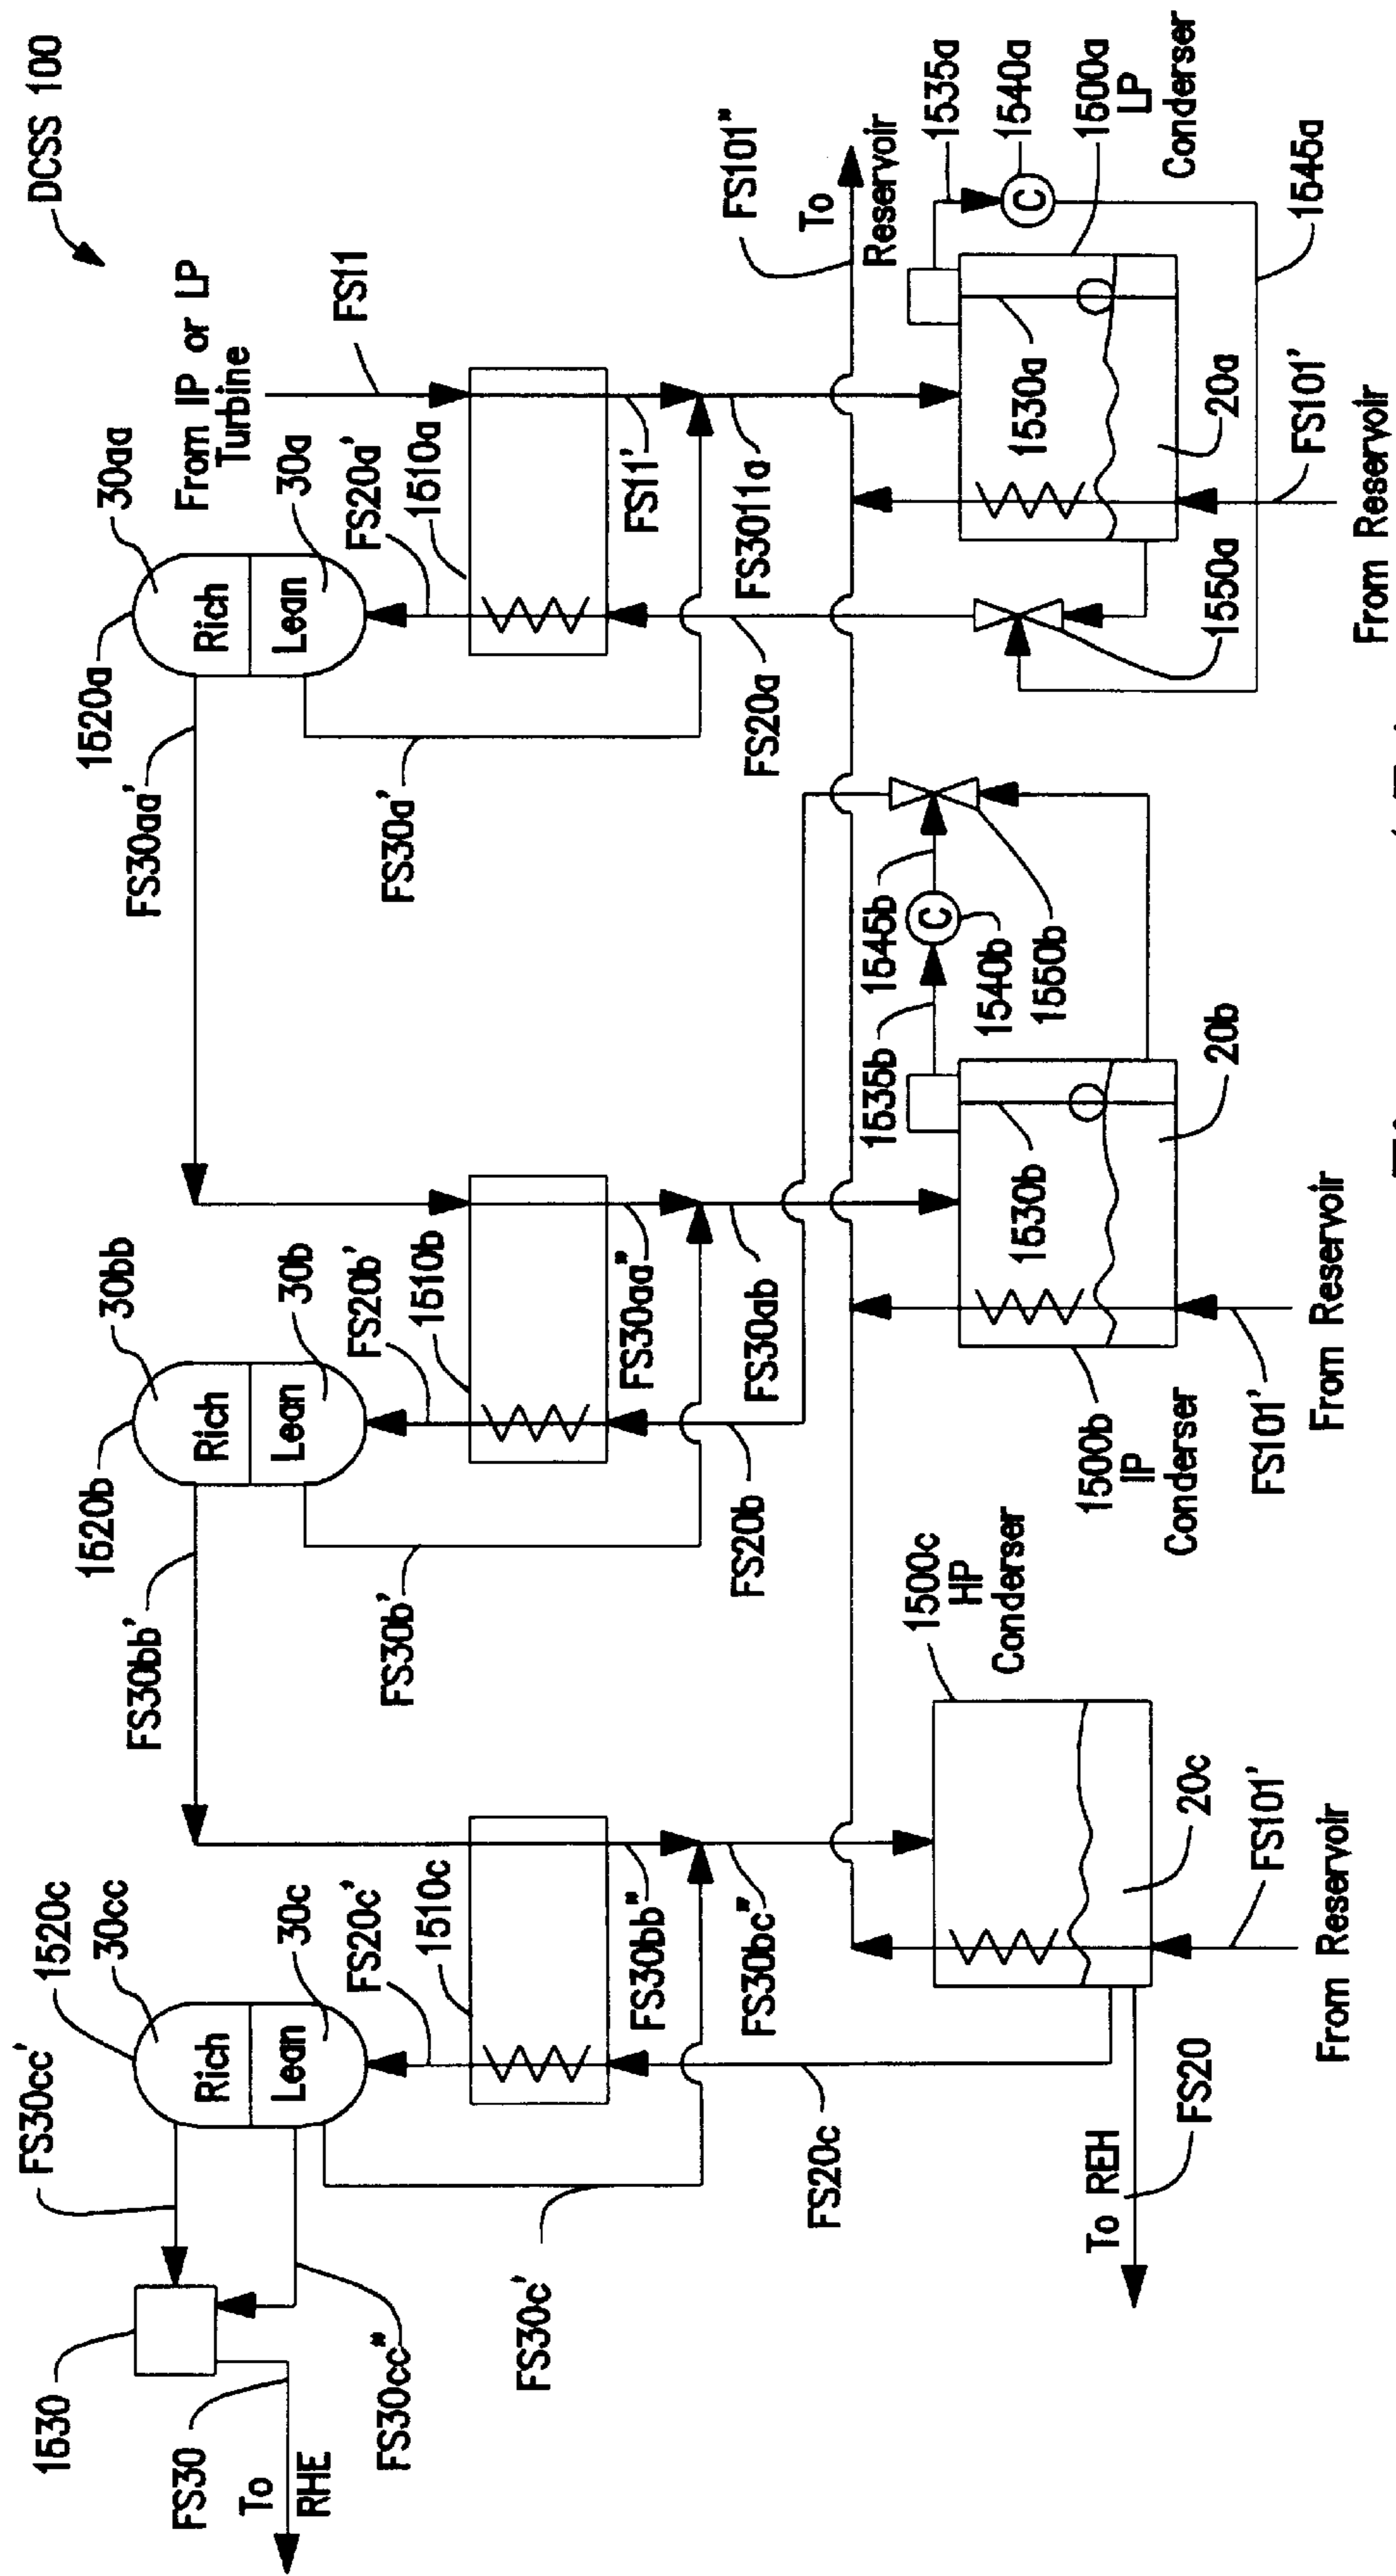 DCSS 100
FS30cc'
1520c
30cc
1520b
30bb
1520a
30aa
1530
FS30bb'
FS30aa'
From IP or LP
Turbine
Rich
Rich
Rich
FS30
To
RHE
Lean
30c
Lean
30b
Lean
30a
FS11
FS30cc"
FS20c'
FS20b'
FS20a'
FS30c'
FS30b'
FS30a'
1510c
1510b
1510a
FS30bb"
FS30aa"
FS11'
FS30bc"
FS30ab
FS3011a
FS20c
FS20b
FS20a
FS101"
To
Reservoir
1500c
HP
Conderser
1535b
1545b
1540b
1550b
1535a
1540a
C
C
1530b
1530a
1500a
LP
Conderser
1500b
IP
Conderser
To REH
FS20
20c
20b
20a
1550a
FS101'
FS101'
FS101'
1545a
From Reservoir
From Reservoir
From Reservoir